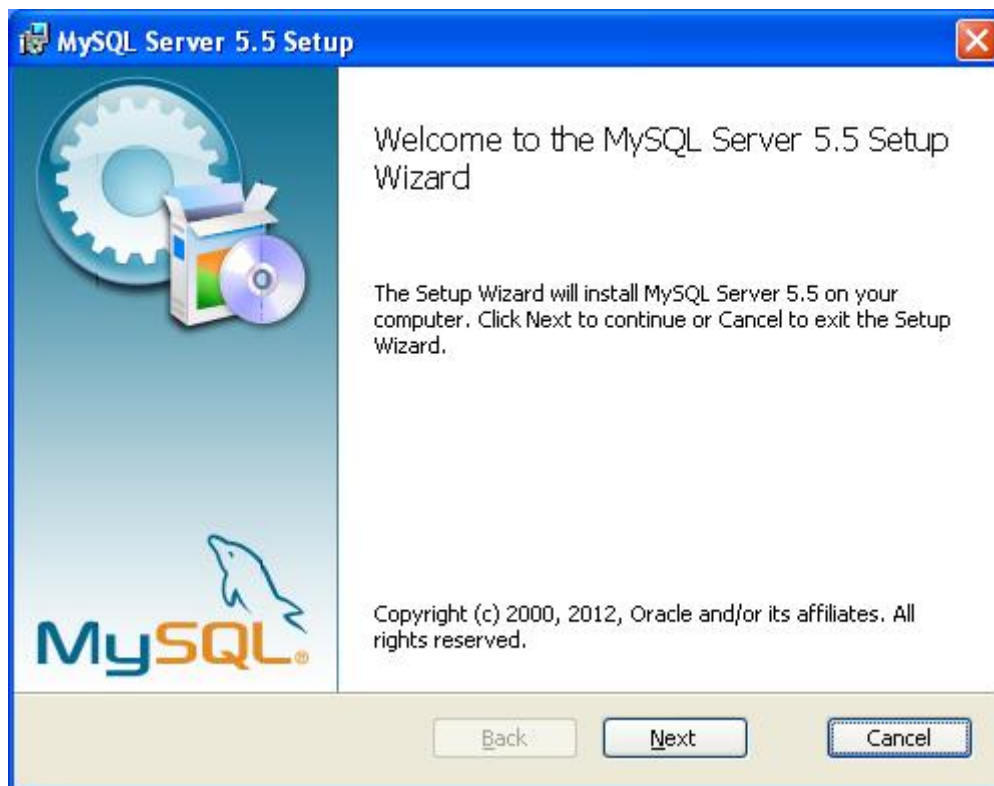 MySQL Server 5.5 Setup
Welcome to the MySQL Server 5.5 Setup
Wizard
The Setup Wizard will install MySQL Server 5.5 on your
computer. Click Next to continue or Cancel to exit the Setup
Wizard.
Copyright (c) 2000, 2012, Oracle and/or its affiliates. All
rights reserved.
MySQL®
Back Next Cancel